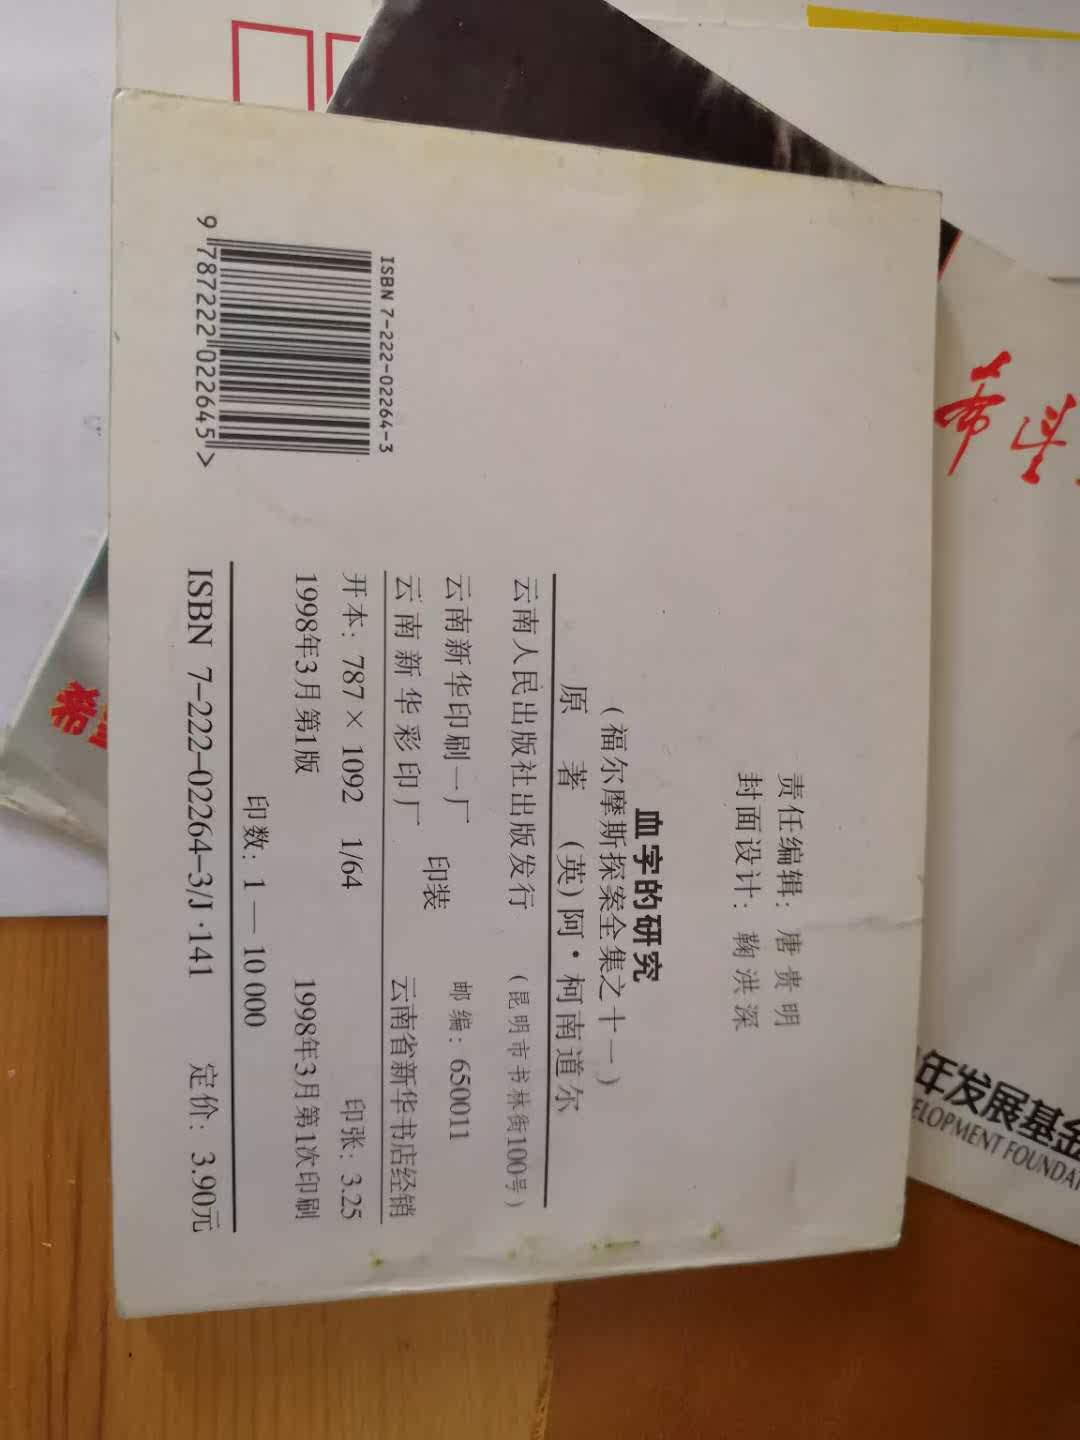 责任编辑：唐贵明
封面设计：鞠洪深
血字的研究
（福尔摩斯探案全集之十一）
原 著 （英）阿·柯南道尔
云南人民出版社出版发行 （昆明市书林街100号）
云南新华印刷一厂 邮编：650011
印装
云南新华彩印厂 云南省新华书店经销
开本：787×1092 1/64 印张：3.25
1998年3月第1版 1998年3月第1次印刷
印数：1—10 000
ISBN 7-222-02264-3/J·141 定价：3.90元
ISBN 7-222-02264-3
9 787222 022645 >
希望
年发展基金
ELOPMENT FOUNDAT
希望